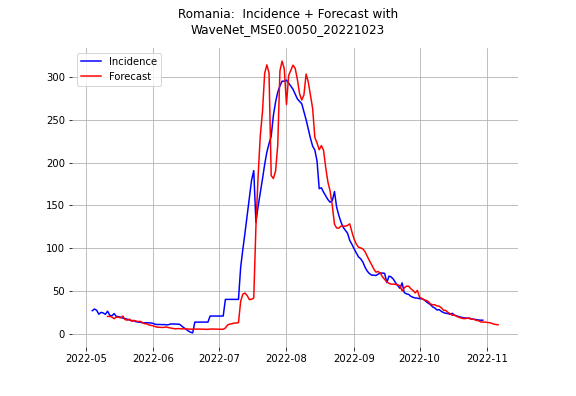 Romania:  Incidence + Forecast with
WaveNet_MSE0.0050_20221023
Incidence
Forecast
300
250
200
150
100
50
0
2022-05 2022-06 2022-07 2022-08 2022-09 2022-10 2022-11